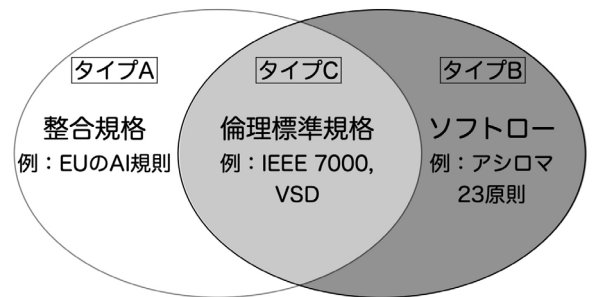 タイプA
整合規格
例：EUのAI規則
タイプC
倫理標準規格
例：IEEE 7000,
VSD
タイプB
ソフトロー
例：アシロマ
23原則